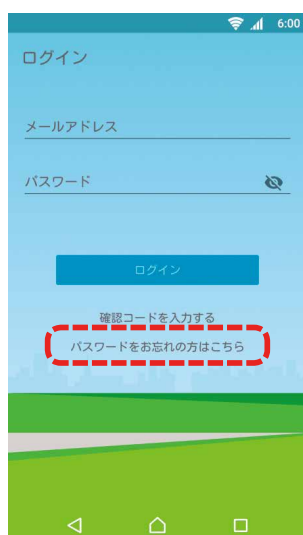 6:00
ログイン
メールアドレス
パスワード
ログイン
確認コードを入力する
パスワードをお忘れの方はこちら